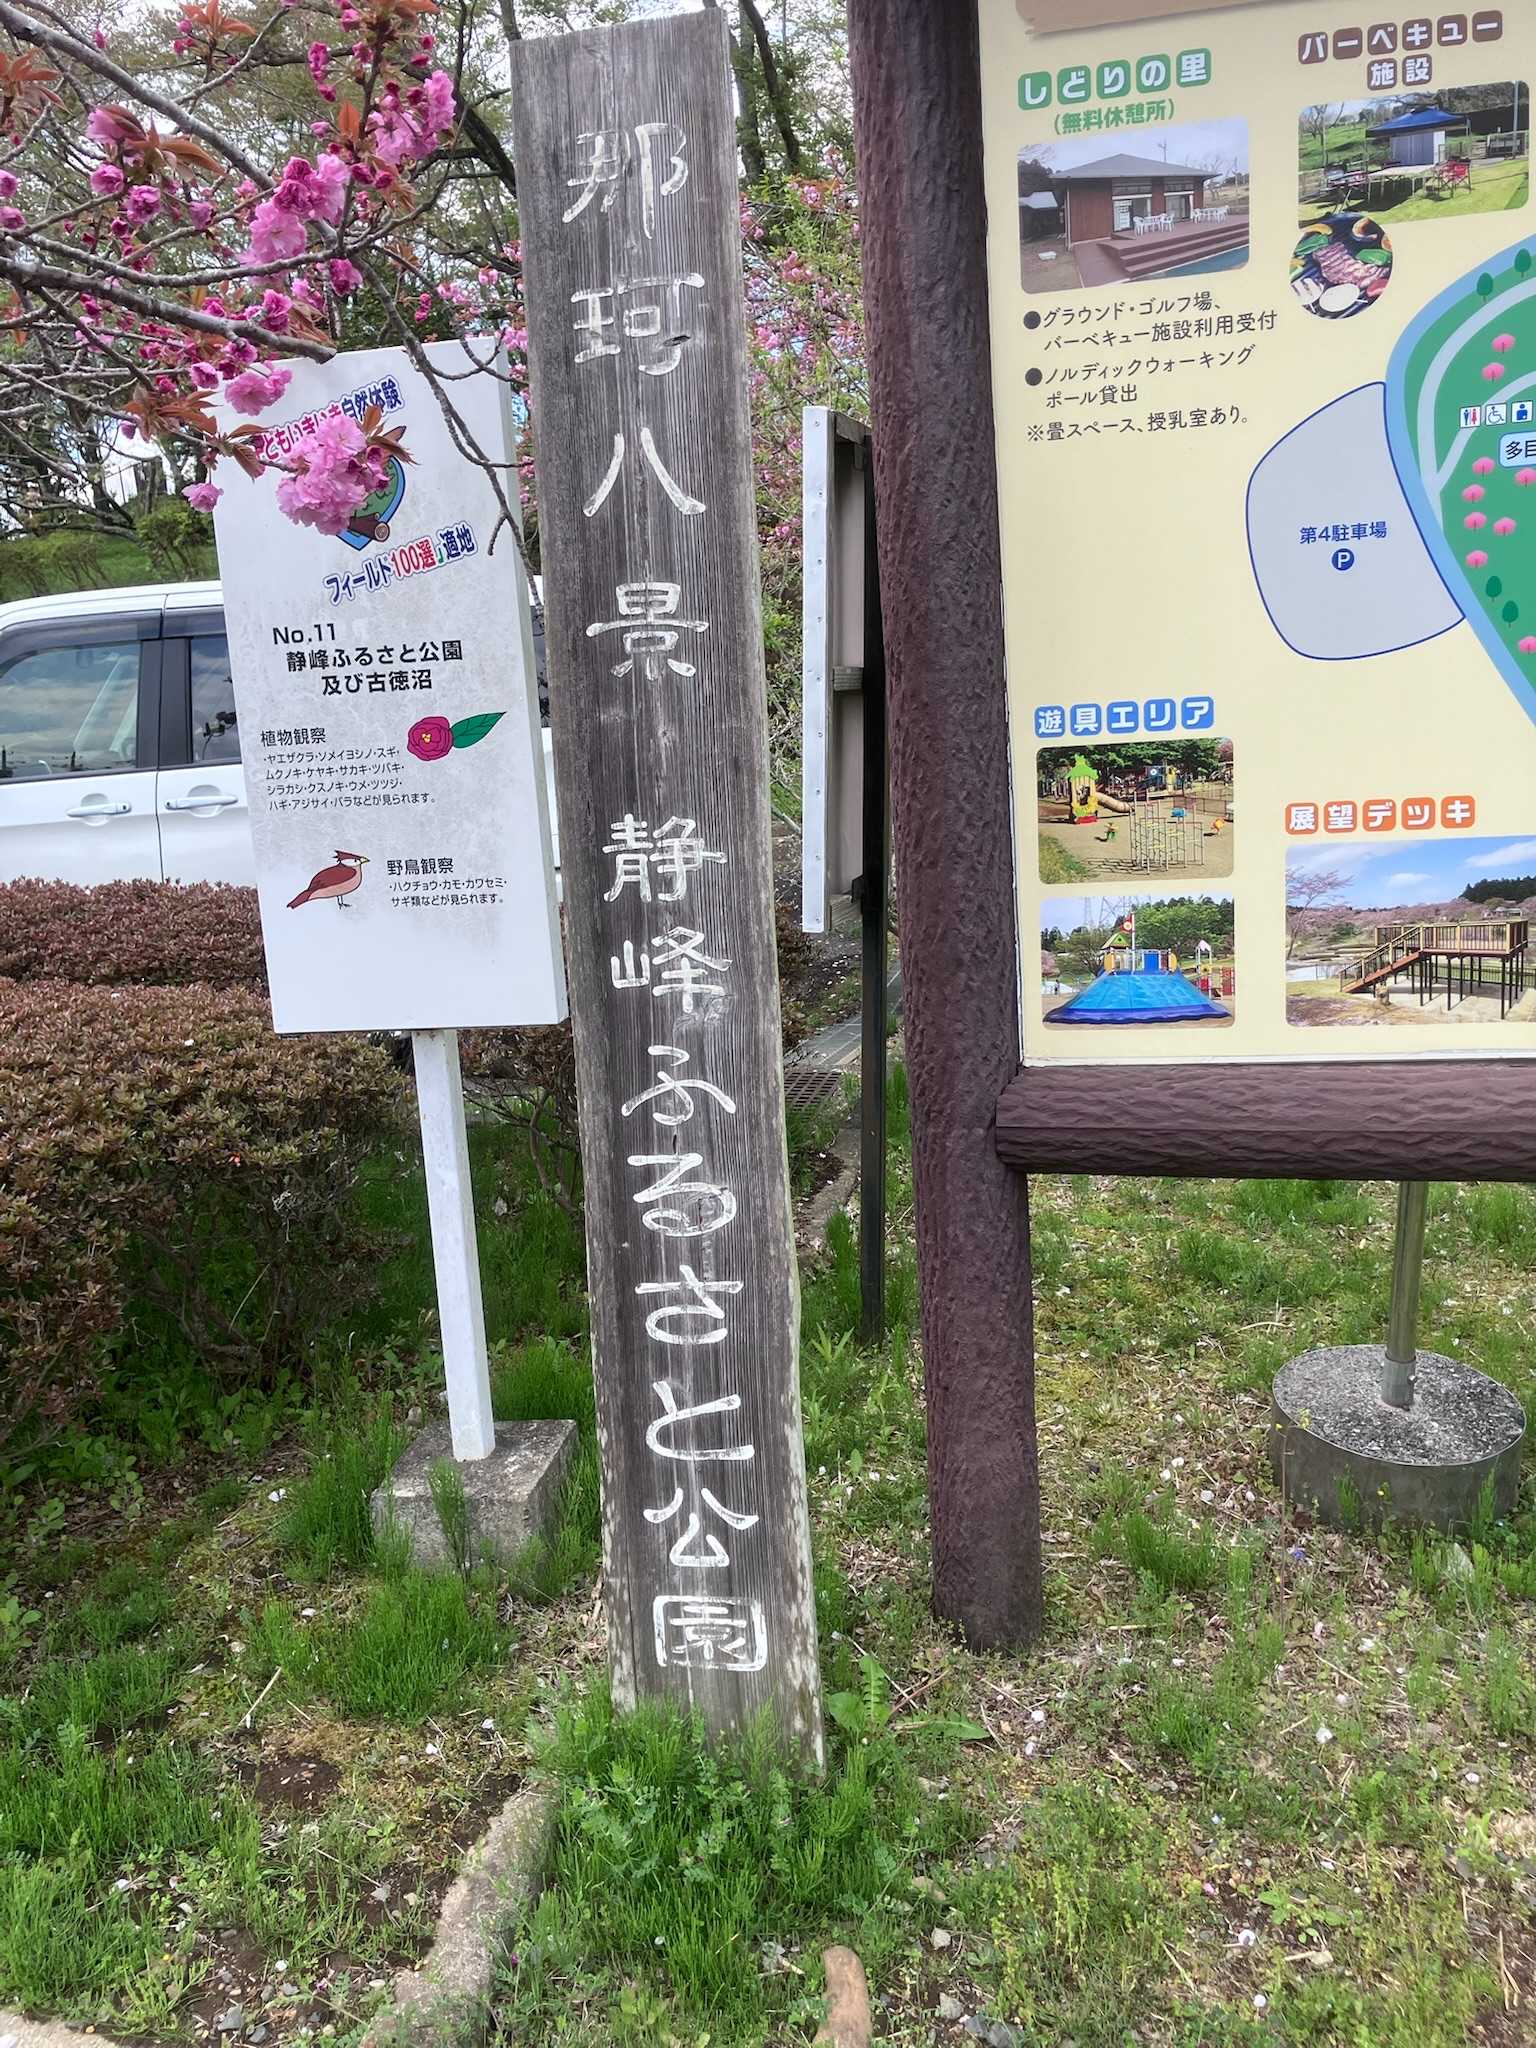 自然体験
フィールド100選」適地
No.11
静峰ふるさと公園
及び古徳沼
植物観察
・ヤエザクラ・ソメイヨシノ・スギ・
ムクノキ・ケヤキ・サカキ・ツバキ・
シラカシ・クスノキ・ウメ・ツツジ・
ハギ・アジサイ・バラなどが見られます。
野鳥観察
・ハクチョウ・カモ・カワセミ・
サギ類などが見られます。
那珂八景 静峰ふるさと公園
しどりの里
(無料休憩所)
●グラウンド・ゴルフ場、
バーベキュー施設利用受付
●ノルディックウォーキング
ポール貸出
※畳スペース、授乳室あり。
バーベキュー
施設
第4駐車場
P
多目
遊具エリア
展望デッキ